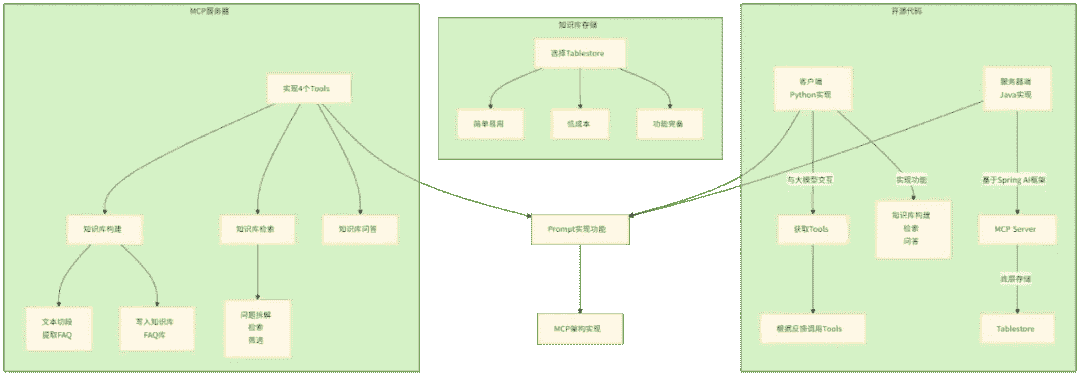 MCP服务器
实现4个Tools
知识库构建
知识库检索
知识库问答
文本切段
提取FAQ
写入知识库
FAQ库
问题拆解
检索
筛选
知识库存储
选择Tablestore
简单易用
低成本
功能完备
Prompt实现功能
MCP架构实现
开源代码
客户端
Python实现
服务器端
Java实现
与大模型交互
实现功能
基于Spring AI框架
获取Tools
知识库构建
检索
问答
MCP Server
底层存储
根据反馈调用Tools
Tablestore